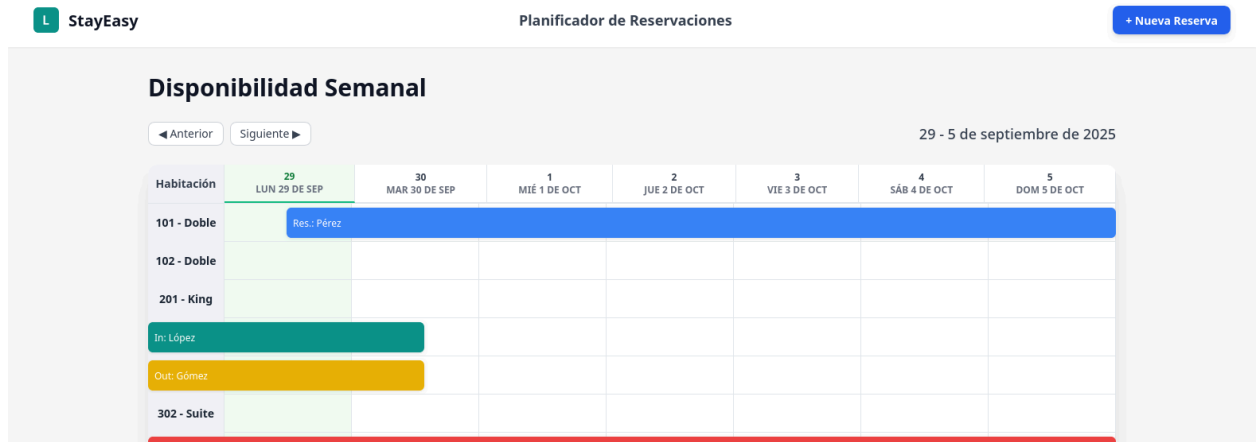 L StayEasy
Planificador de Reservaciones
+ Nueva Reserva
Disponibilidad Semanal
◀ Anterior
Siguiente ▶
29 - 5 de septiembre de 2025
Habitación
29
LUN 29 DE SEP
30
MAR 30 DE SEP
1
MIÉ 1 DE OCT
2
JUE 2 DE OCT
3
VIE 3 DE OCT
4
SÁB 4 DE OCT
5
DOM 5 DE OCT
101 - Doble
Res.: Pérez
102 - Doble
201 - King
In: López
Out: Gómez
302 - Suite